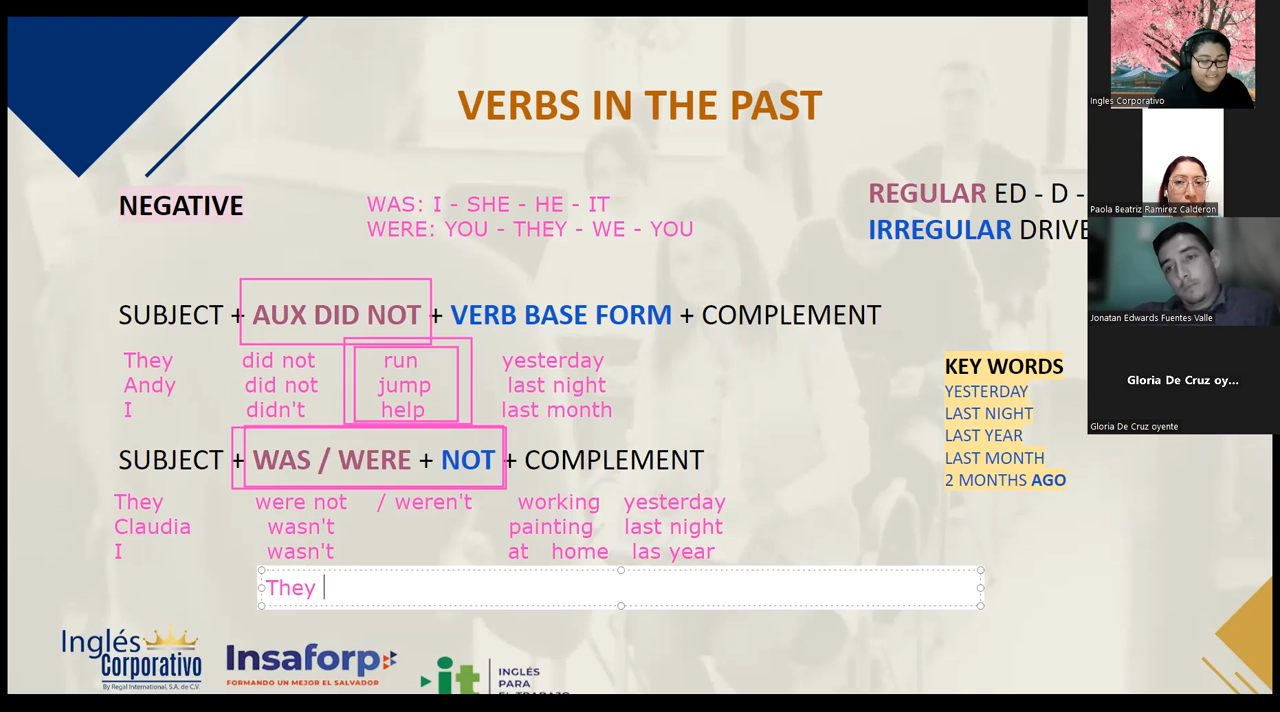 VERBS IN THE PAST
NEGATIVE
WAS: I - SHE - HE - IT
WERE: YOU - THEY - WE - YOU
REGULAR ED - D -
IRREGULAR DRIVE
SUBJECT + AUX DID NOT + VERB BASE FORM + COMPLEMENT
They did not run yesterday
Andy did not jump last night
I didn't help last month
SUBJECT + WAS / WERE + NOT + COMPLEMENT
They were not / weren't working yesterday
Claudia wasn't painting last night
I wasn't at home las year
They
KEY WORDS
YESTERDAY
LAST NIGHT
LAST YEAR
LAST MONTH
2 MONTHS AGO
Inglés
Corporativo
By Regal International, S.A. de C.V.
Insaforp
FORMANDO UN MEJOR EL SALVADOR
it
INGLÉS
PARA
EL TRABAJO
Ingles Corporativo
Paola Beatriz Ramirez Calderon
Jonatan Edwards Fuentes Valle
Gloria De Cruz oy...
Gloria De Cruz oyente